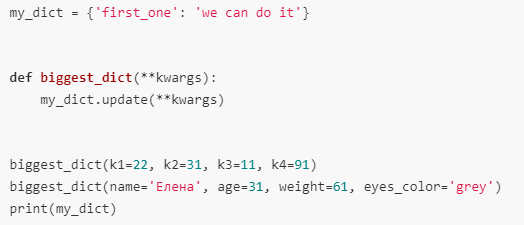 my_dict = {'first_one': 'we can do it'}
def biggest_dict(**kwargs):
    my_dict.update(**kwargs)
biggest_dict(k1=22, k2=31, k3=11, k4=91)
biggest_dict(name='Елена', age=31, weight=61, eyes_color='grey')
print(my_dict)